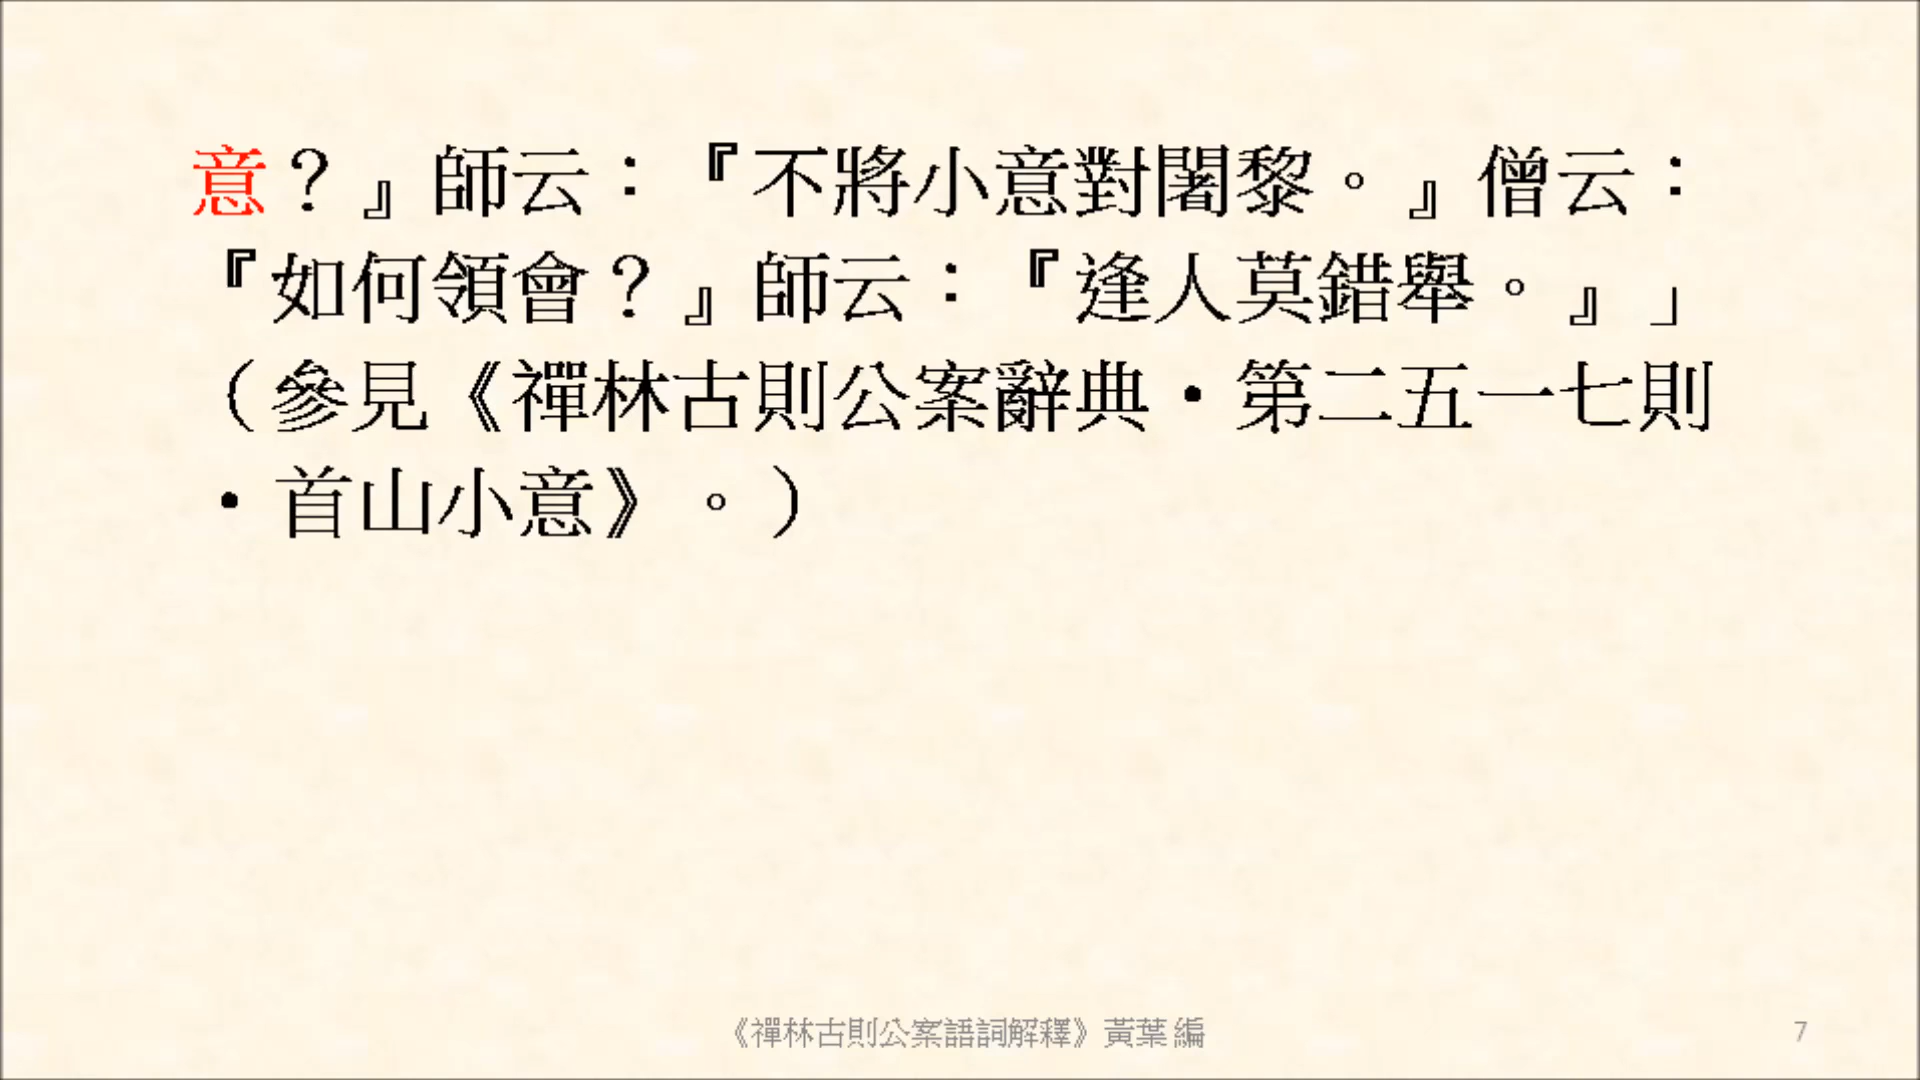 意？』師云：『不將小意對闍黎。』僧云：
『如何領會？』師云：『逢人莫錯舉。』」
（參見《禪林古則公案辭典・第二五一七則
・首山小意》。）
《禪林古則公案語詞解釋》黃葉 編
7